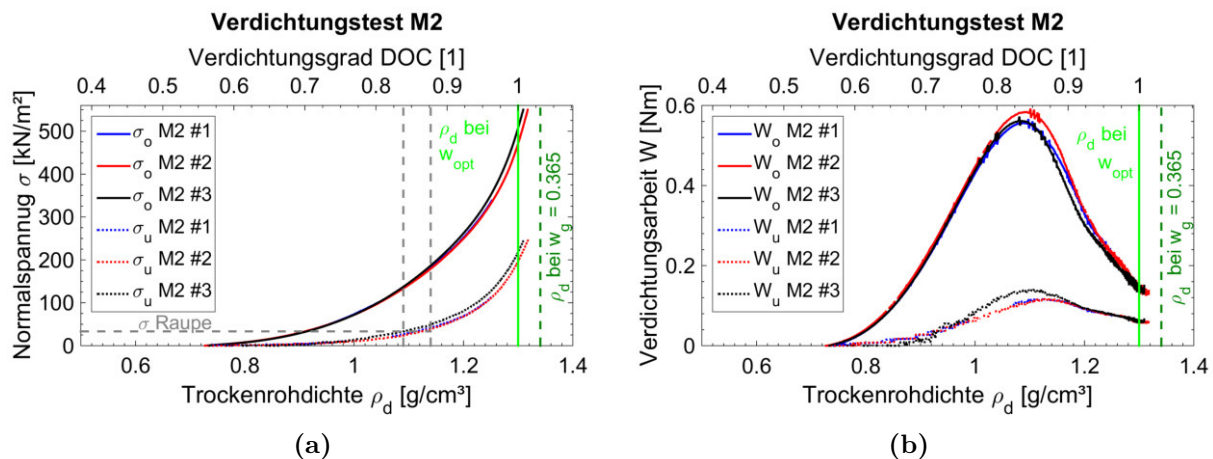 Verdichtungstest M2
Verdichtungsgrad DOC [1]
0.4 0.5 0.6 0.7 0.8 0.9 1
Normalspannug σ [kN/m²]
500
400
300
200
100
0
σo M2 #1
σo M2 #2
σo M2 #3
σu M2 #1
σu M2 #2
σu M2 #3
σ Raupe
ρd bei
wopt
ρd bei wg = 0.365
0.6 0.8 1 1.2 1.4
Trockenrohdichte ρd [g/cm³]
(a)
Verdichtungstest M2
Verdichtungsgrad DOC [1]
0.4 0.5 0.6 0.7 0.8 0.9 1
Verdichtungsarbeit W [Nm]
0.6
0.4
0.2
0
Wo M2 #1
Wo M2 #2
Wo M2 #3
Wu M2 #1
Wu M2 #2
Wu M2 #3
ρd bei
wopt
ρd bei wg = 0.365
0.6 0.8 1 1.2 1.4
Trockenrohdichte ρd [g/cm³]
(b)